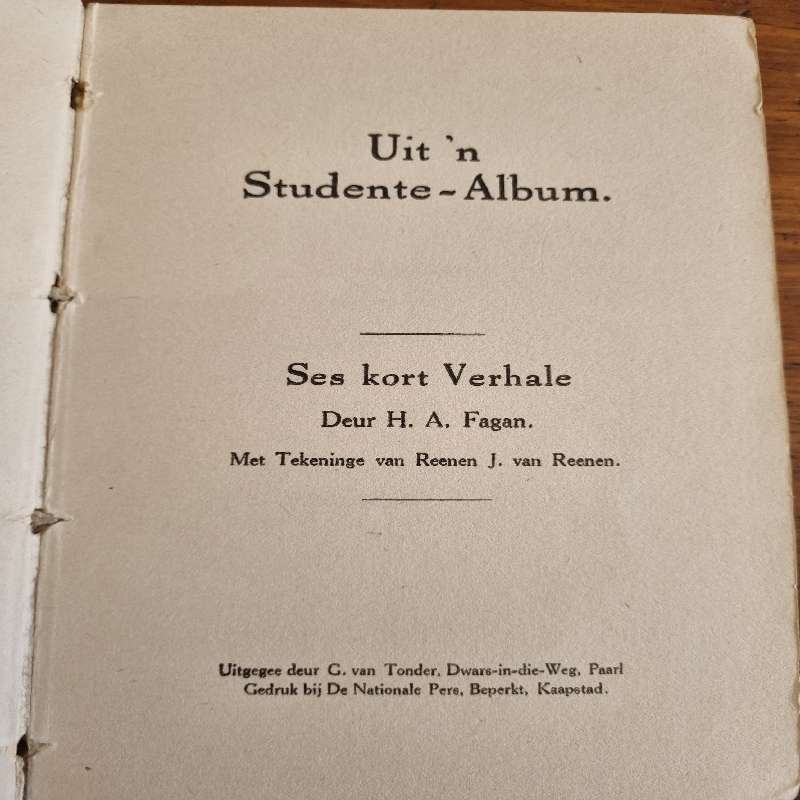 Uit 'n
Studente-Album.
Ses kort Verhale
Deur H. A. Fagan.
Met Tekeninge van Reenen J. van Reenen.
Uitgegee deur G. van Tonder, Dwars-in-die-Weg, Paarl
Gedruk bij De Nationale Pers, Beperkt, Kaapstad.